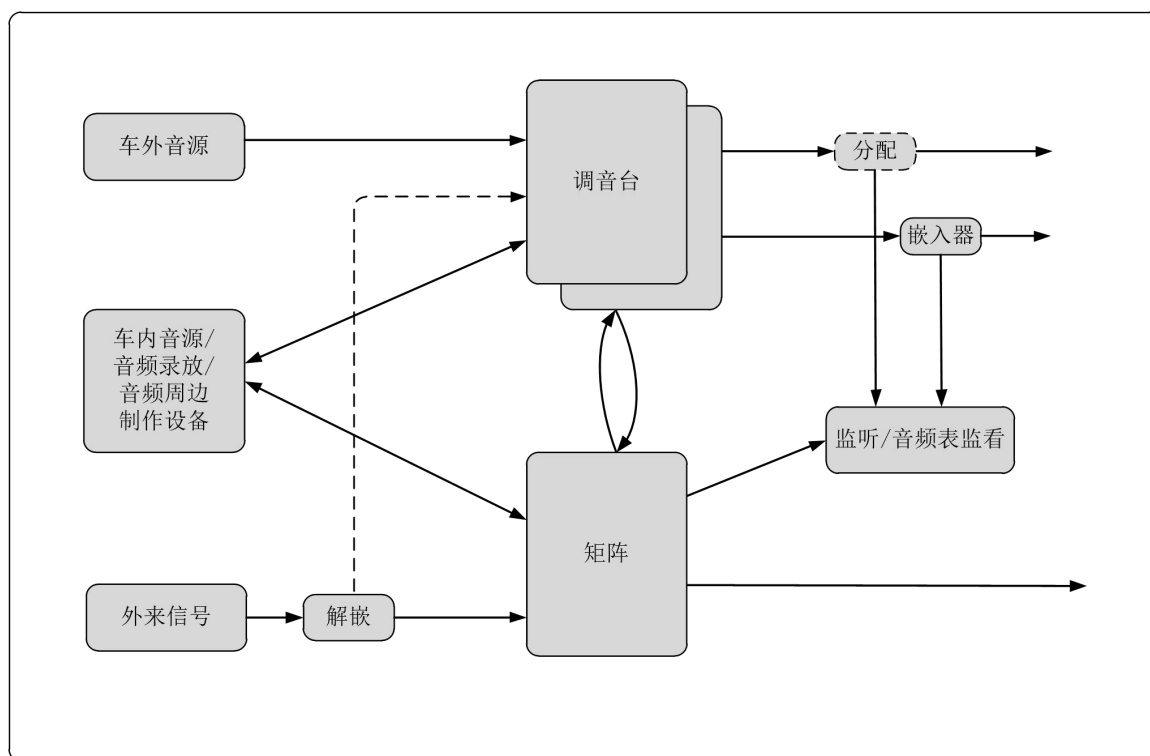 车外音源
调音台
分配
嵌入器
车内音源/
音频录放/
音频周边
制作设备
监听/音频表监看
矩阵
外来信号
解嵌